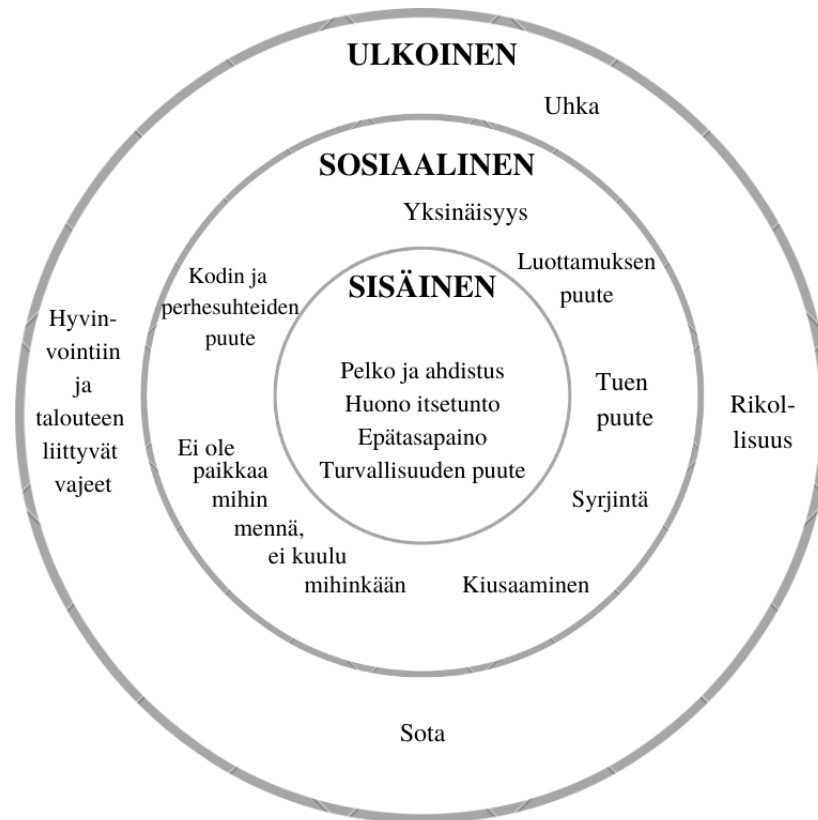 ULKOINEN
Uhka
SOSIAALINEN
Yksinäisyys
Luottamuksen
puute
Kodin ja
perhesuhteiden
puute
SISÄINEN
Pelko ja ahdistus
Huono itsetunto
Epätasapaino
Turvallisuuden puute
Hyvin-
vointiin
ja
talouteen
liittyvät
vajeet
Tuen
puute
Rikol-
lisuus
Ei ole
paikkaa
mihin
mennä,
ei kuulu
mihinkään
Syrjintä
Kiusaaminen
Sota